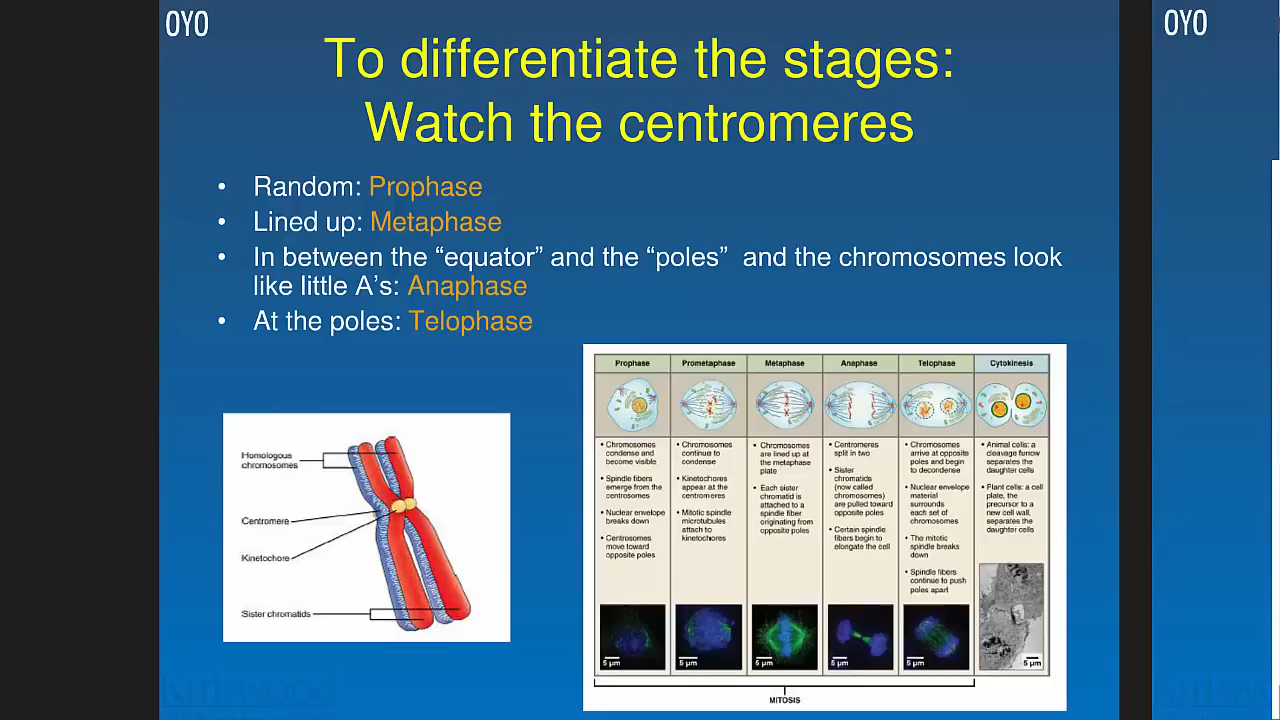 OYO
OYO
To differentiate the stages:
Watch the centromeres
• Random: Prophase
• Lined up: Metaphase
• In between the “equator” and the “poles” and the chromosomes look
like little A’s: Anaphase
• At the poles: Telophase
Homologous
chromosomes
Centromere
Kinetochore
Sister chromatids
Prophase
• Chromosomes
condense and
become visible
• Spindle fibers
emerge from the
centrosomes
• Nuclear envelope
breaks down
• Centrosomes
move toward
opposite poles
5 µm
Prometaphase
• Chromosomes
continue to
condense
• Kinetochores
appear at the
centromeres
• Mitotic spindle
microtubules
attach to
kinetochores
5 µm
Metaphase
• Chromosomes
are lined up at
the metaphase
plate
• Each sister
chromatid is
attached to a
spindle fiber
originating from
opposite poles
5 µm
Anaphase
• Centromeres
split in two
• Sister
chromatids
(now called
chromosomes)
are pulled toward
opposite poles
• Certain spindle
fibers begin to
elongate the cell
5 µm
Telophase
• Chromosomes
arrive at opposite
poles and begin
to decondense
• Nuclear envelope
material
surrounds
each set of
chromosomes
• The mitotic
spindle breaks
down
• Spindle fibers
continue to push
poles apart
5 µm
Cytokinesis
• Animal cells: a
cleavage furrow
separates the
daughter cells
• Plant cells: a cell
plate, the
precursor to a
new cell wall,
separates the
daughter cells
5 µm
MITOSIS
Kirkwood
Kirkw